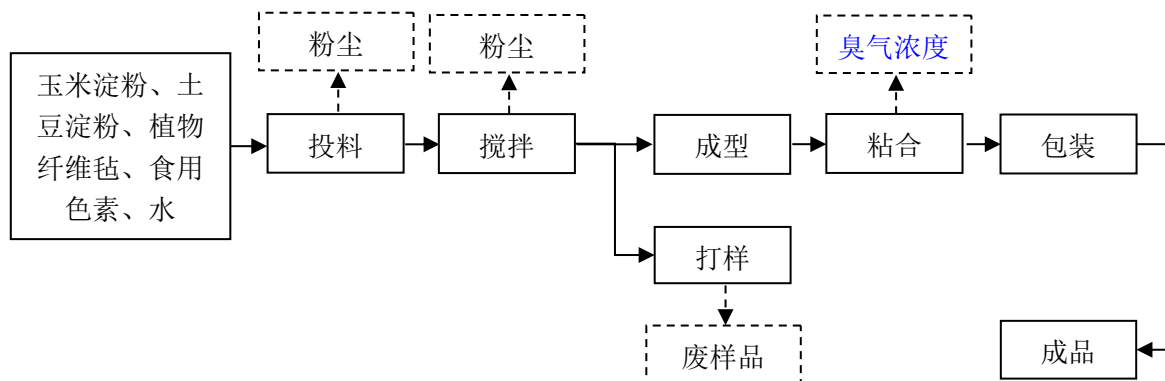 粉尘
粉尘
臭气浓度
玉米淀粉、土
豆淀粉、植物
纤维毡、食用
色素、水
投料
搅拌
成型
粘合
包装
打样
废样品
成品